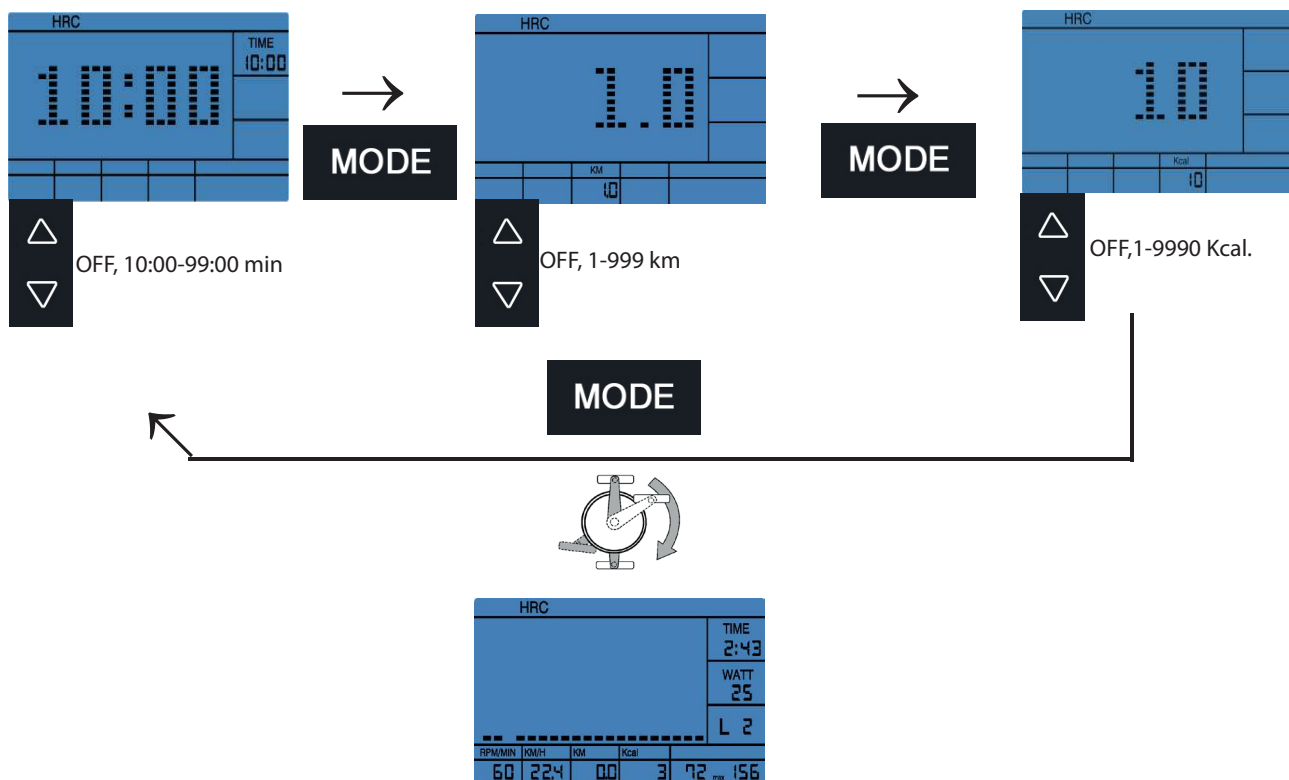 HRC
TIME
10:00
10:00
MODE
OFF, 10:00-99:00 min
HRC
1.0
KM
1.0
OFF, 1-999 km
MODE
HRC
10
Kcal
10
OFF,1-9990 Kcal.
MODE
HRC
TIME
2:43
WATT
25
L 2
RPM/MIN KM/H KM Kcal
60 22.4 0.0 3 72 max 156